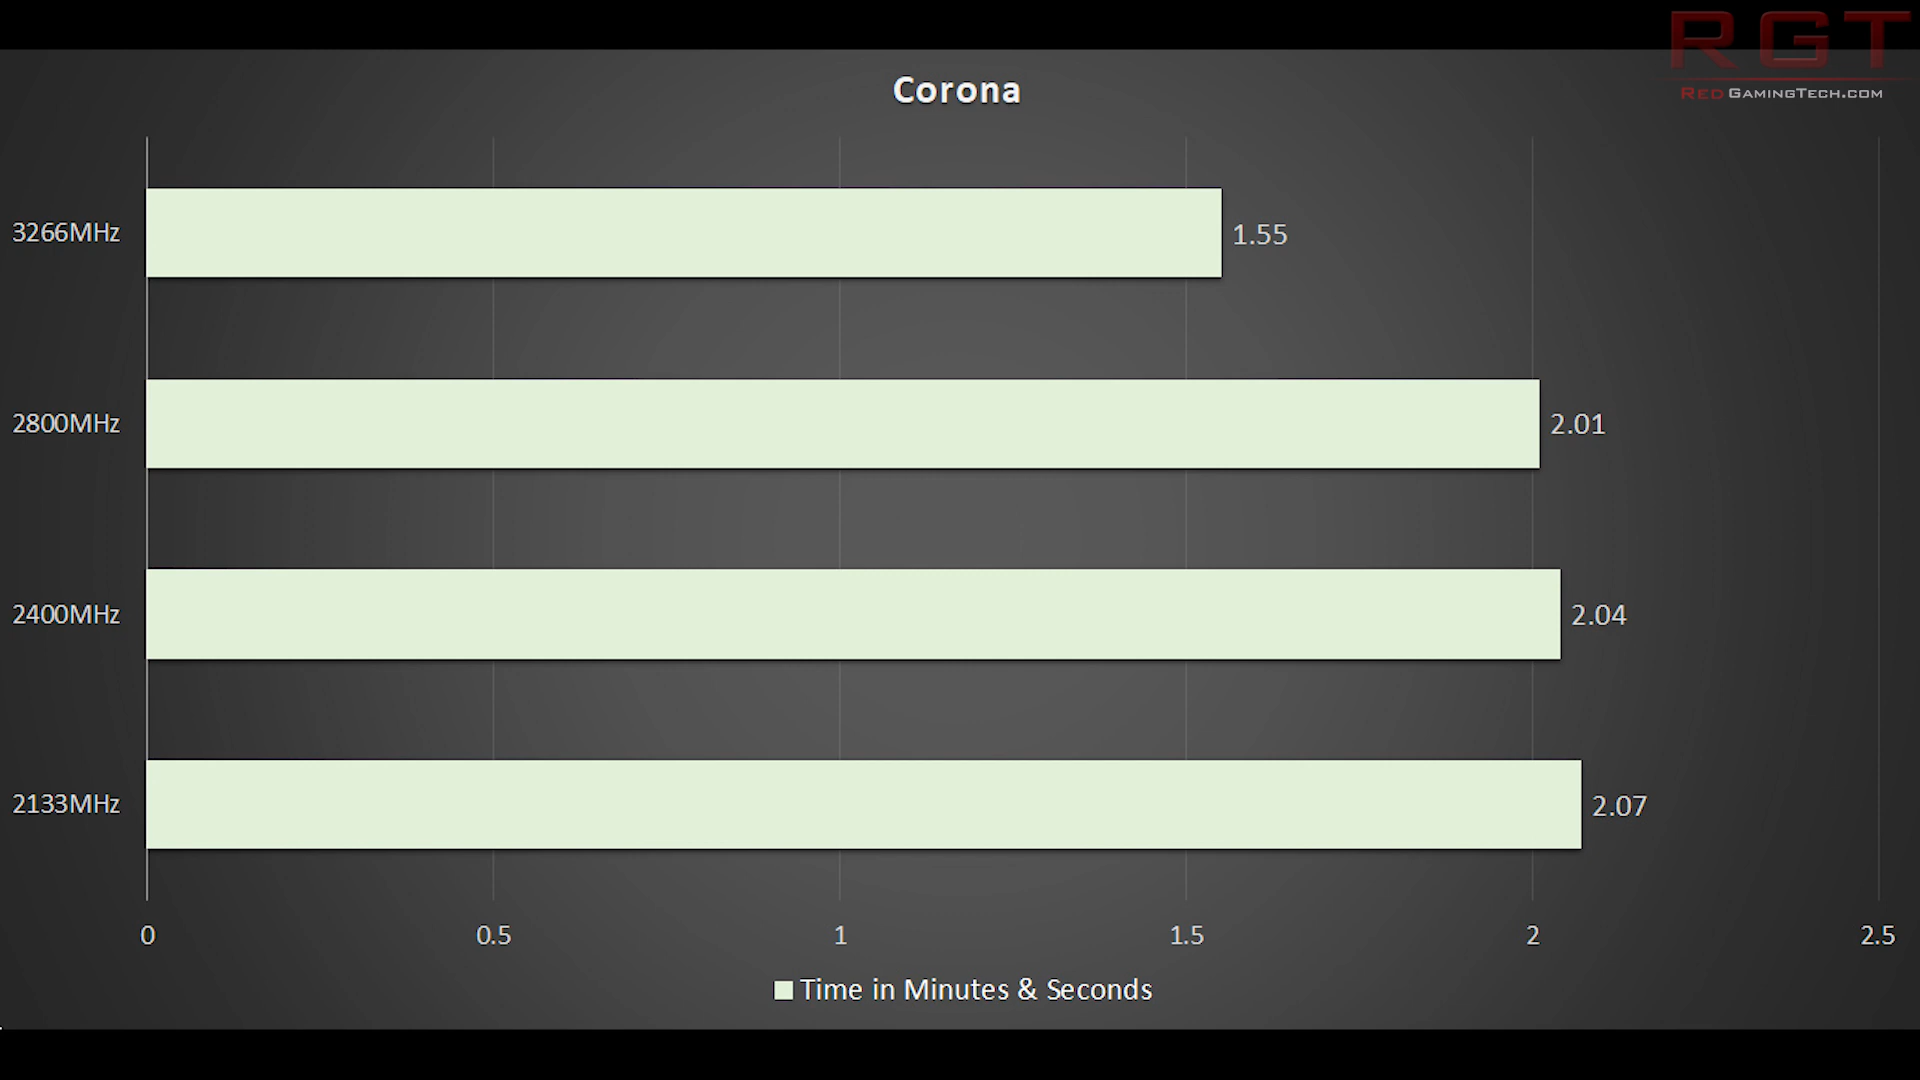 RGT
RED GAMINGTECH.COM
Corona
3266MHz 1.55
2800MHz 2.01
2400MHz 2.04
2133MHz 2.07
0 0.5 1 1.5 2 2.5
Time in Minutes & Seconds